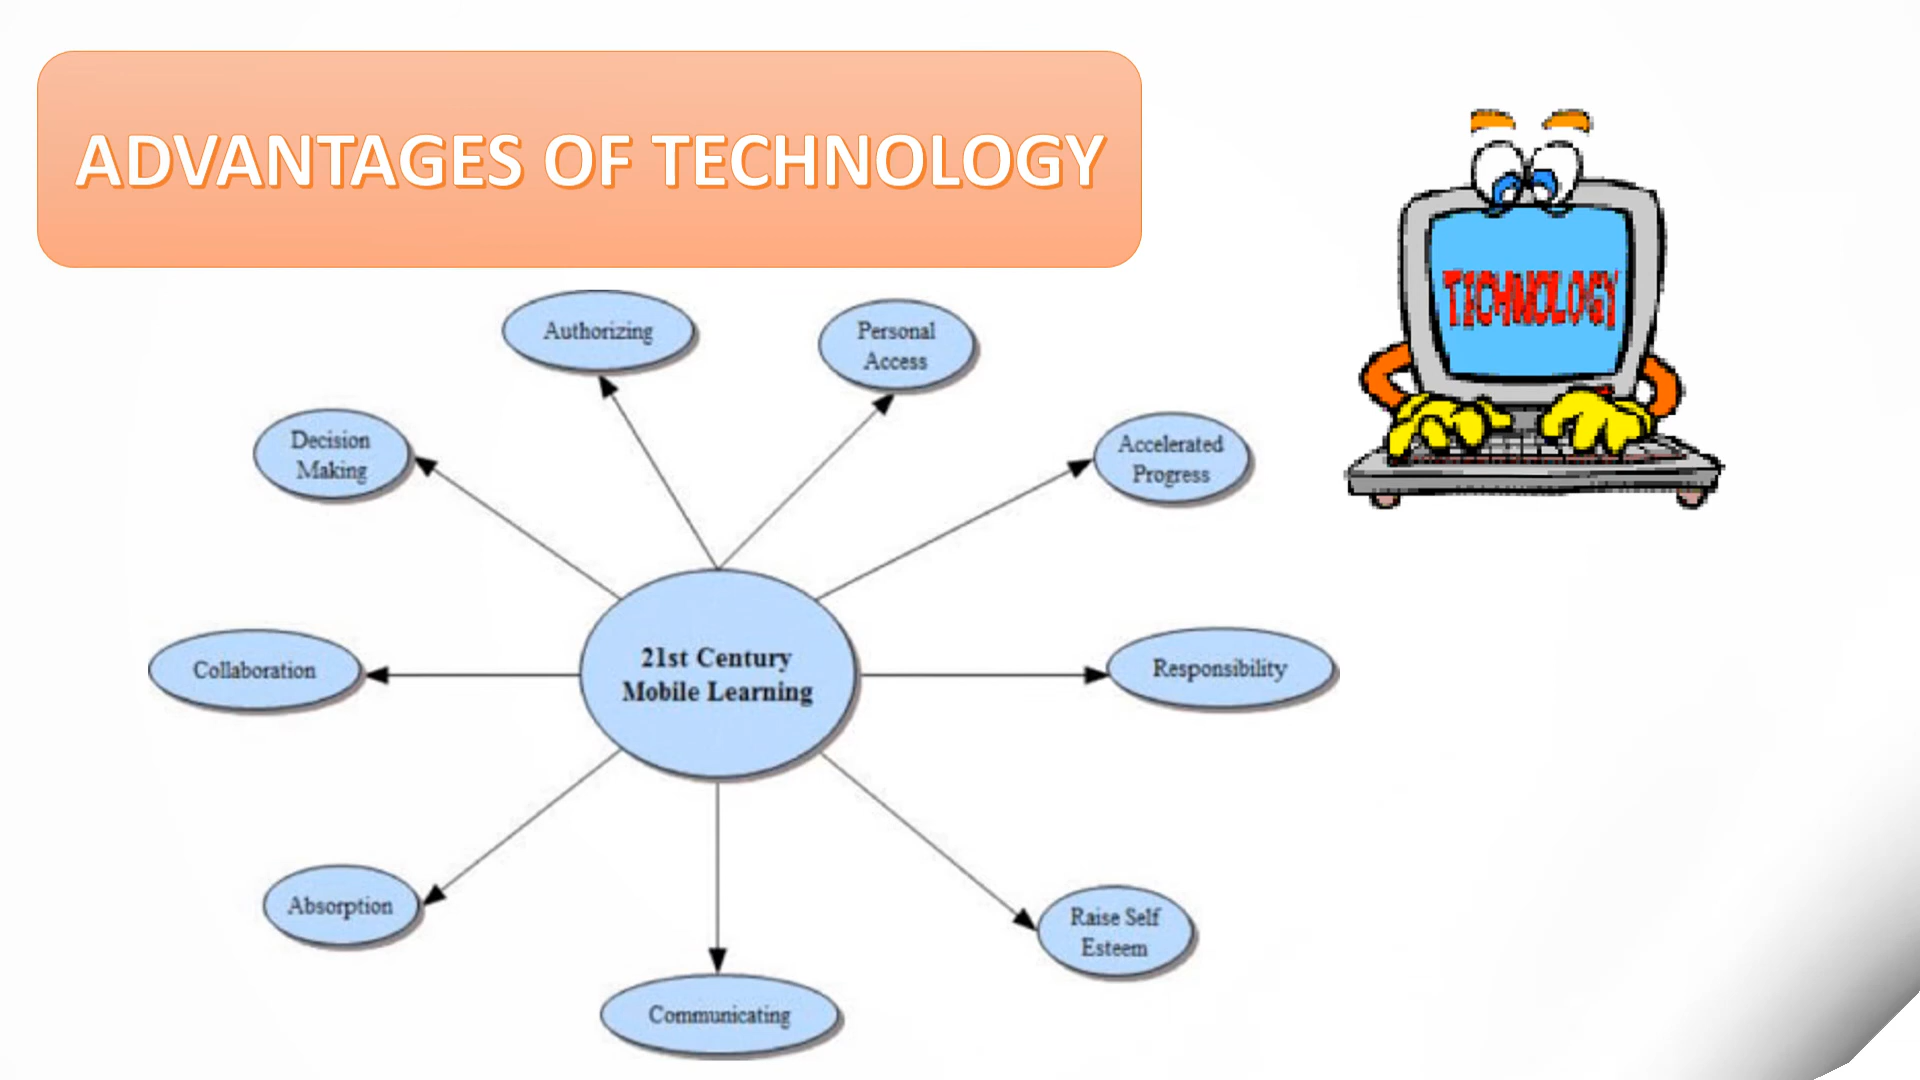 ADVANTAGES OF TECHNOLOGY
TECHNOLOGY
Authorizing
Personal
Access
Decision
Making
Accelerated
Progress
21st Century
Mobile Learning
Collaboration
Responsibility
Absorption
Raise Self
Esteem
Communicating